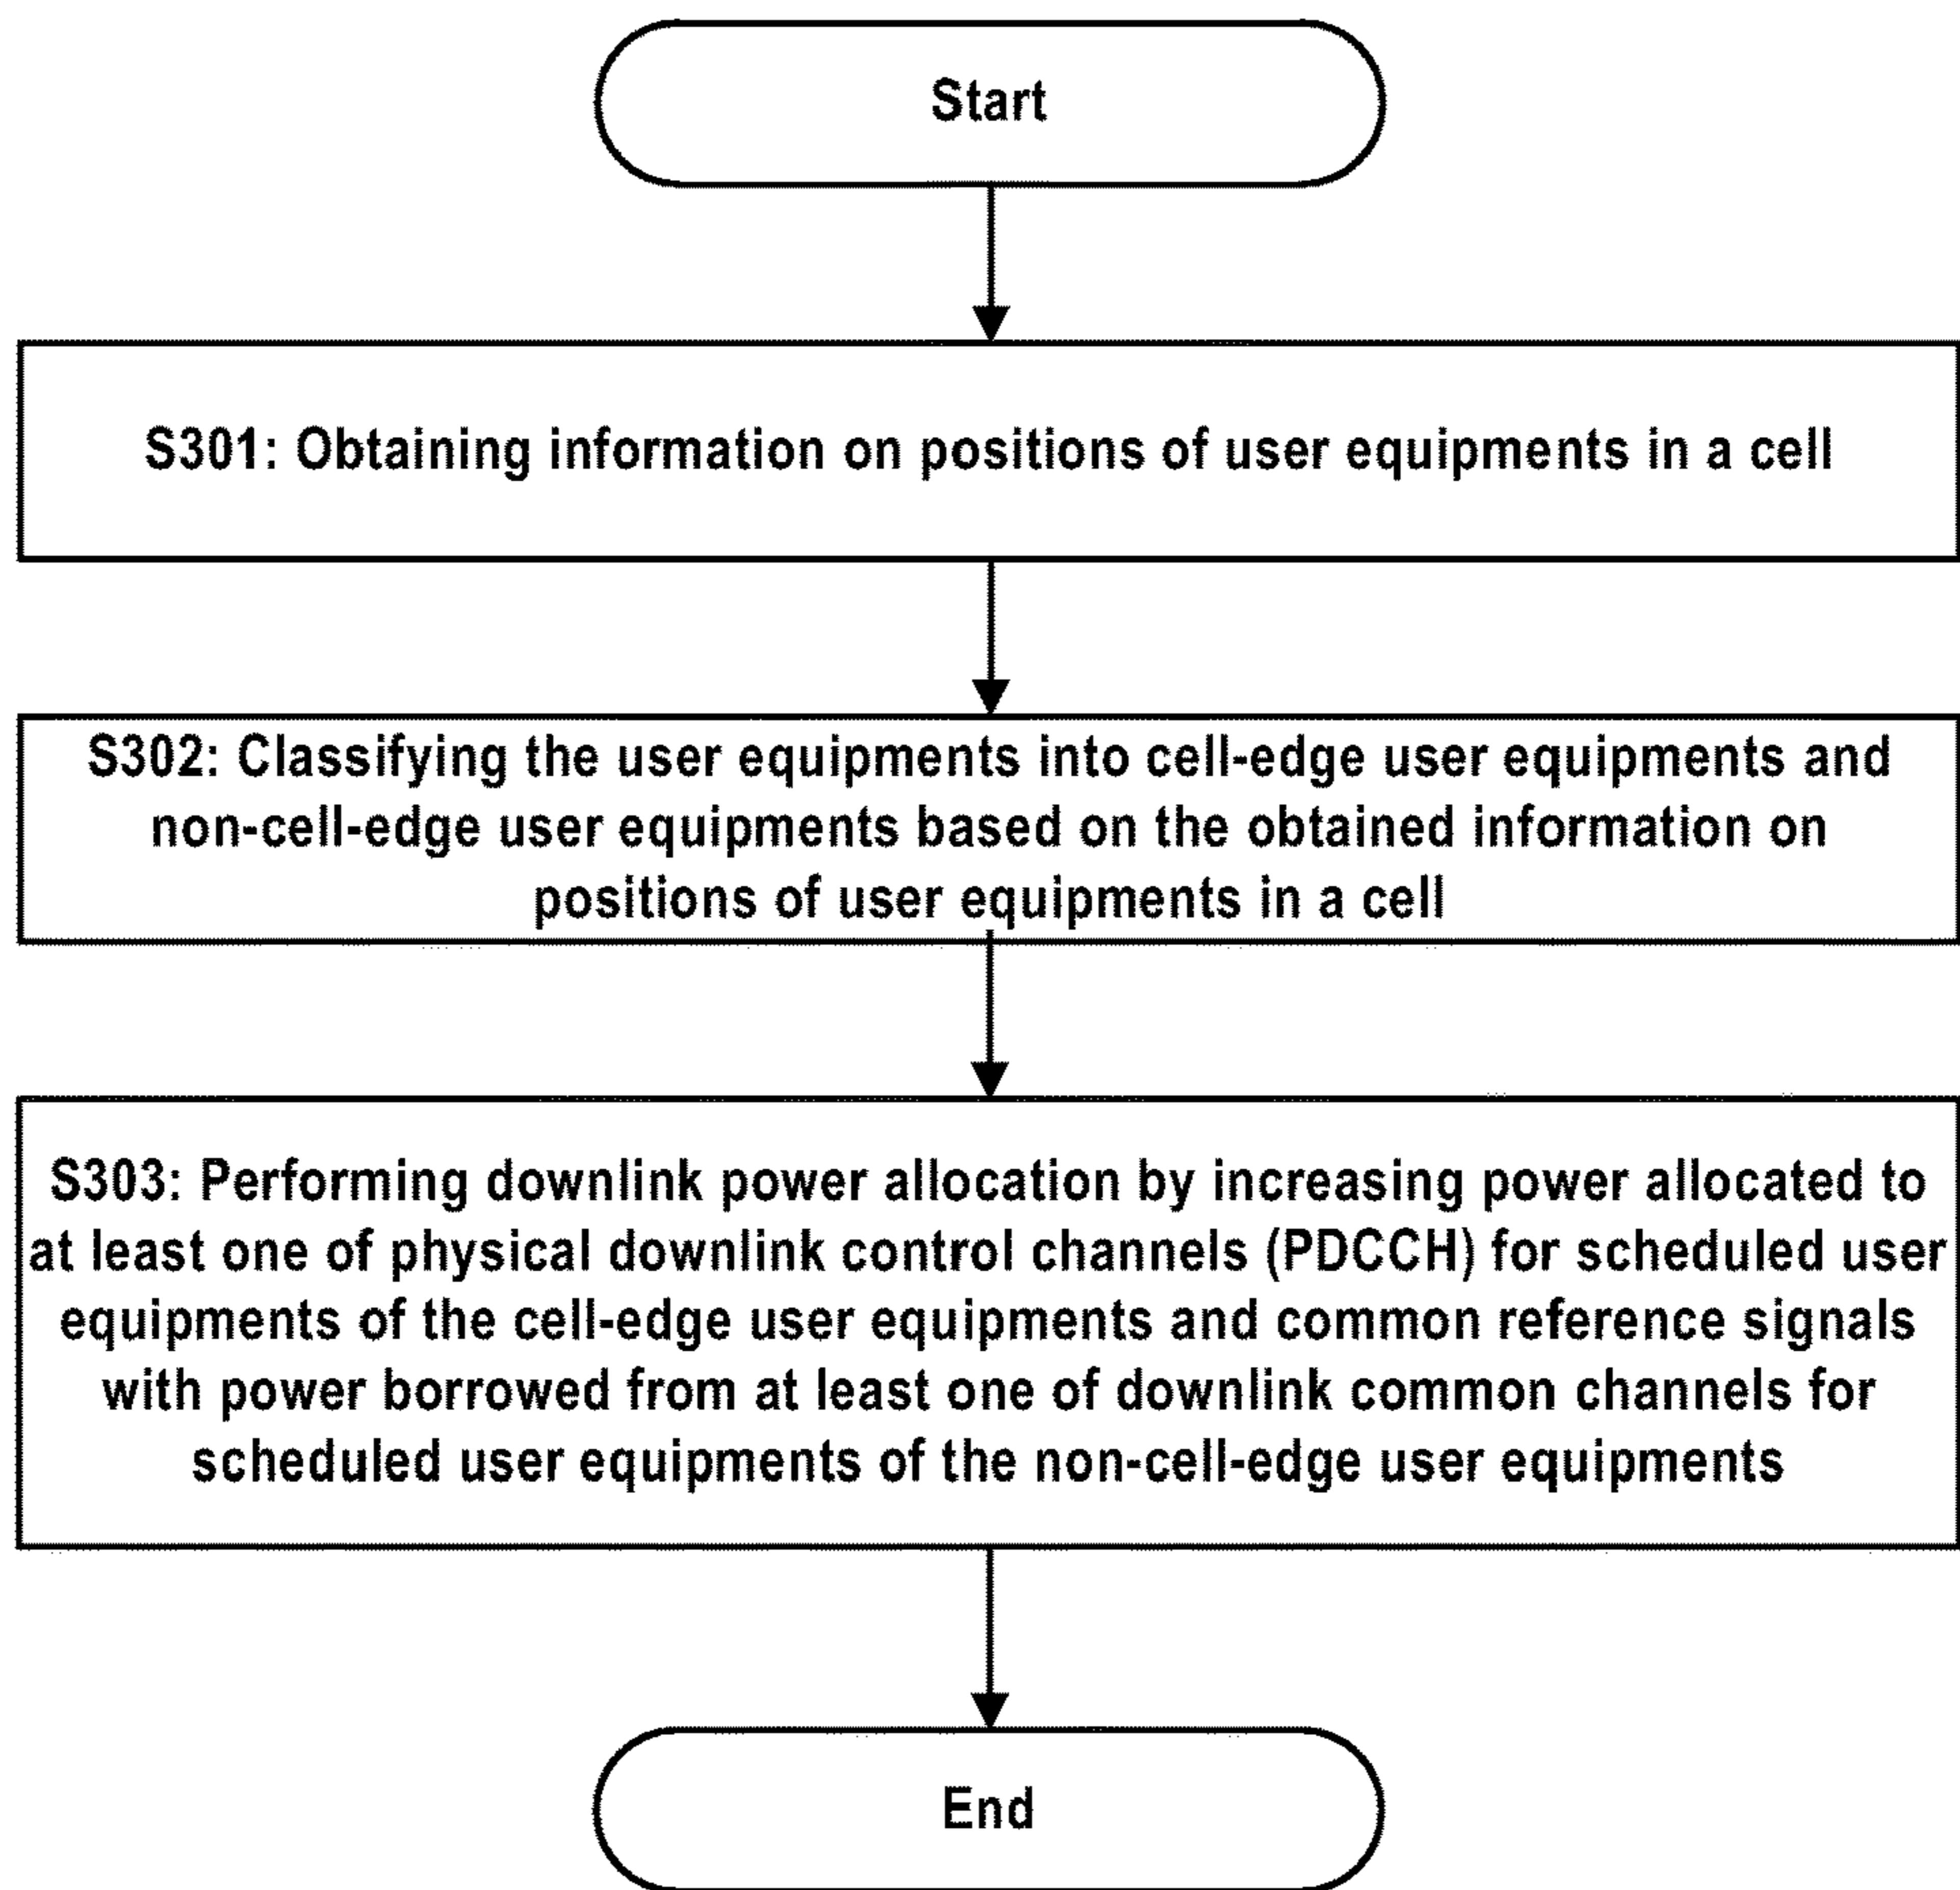 Start
S301: Obtaining information on positions of user equipments in a cell
S302: Classifying the user equipments into cell-edge user equipments and
non-cell-edge user equipments based on the obtained information on
positions of user equipments in a cell
S303: Performing downlink power allocation by increasing power allocated to
at least one of physical downlink control channels (PDCCH) for scheduled user
equipments of the cell-edge user equipments and common reference signals
with power borrowed from at least one of downlink common channels for
scheduled user equipments of the non-cell-edge user equipments
End